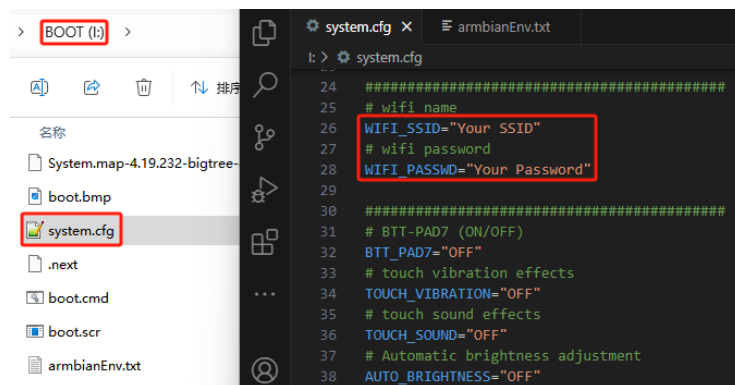 BOOT (I:)
排序
名称
System.map-4.19.232-bigtree-
boot.bmp
system.cfg
.next
boot.cmd
boot.scr
armbianEnv.txt
system.cfg
armbianEnv.txt
I: > system.cfg
24 ###########################################
25 # wifi name
26 WIFI_SSID="Your SSID"
27 # wifi password
28 WIFI_PASSWD="Your Password"
29
30 ###########################################
31 # BTT-PAD7 (ON/OFF)
32 BTT_PAD7="OFF"
33 # touch vibration effects
34 TOUCH_VIBRATION="OFF"
35 # touch sound effects
36 TOUCH_SOUND="OFF"
37 # Automatic brightness adjustment
38 AUTO_BRIGHTNESS="OFF"